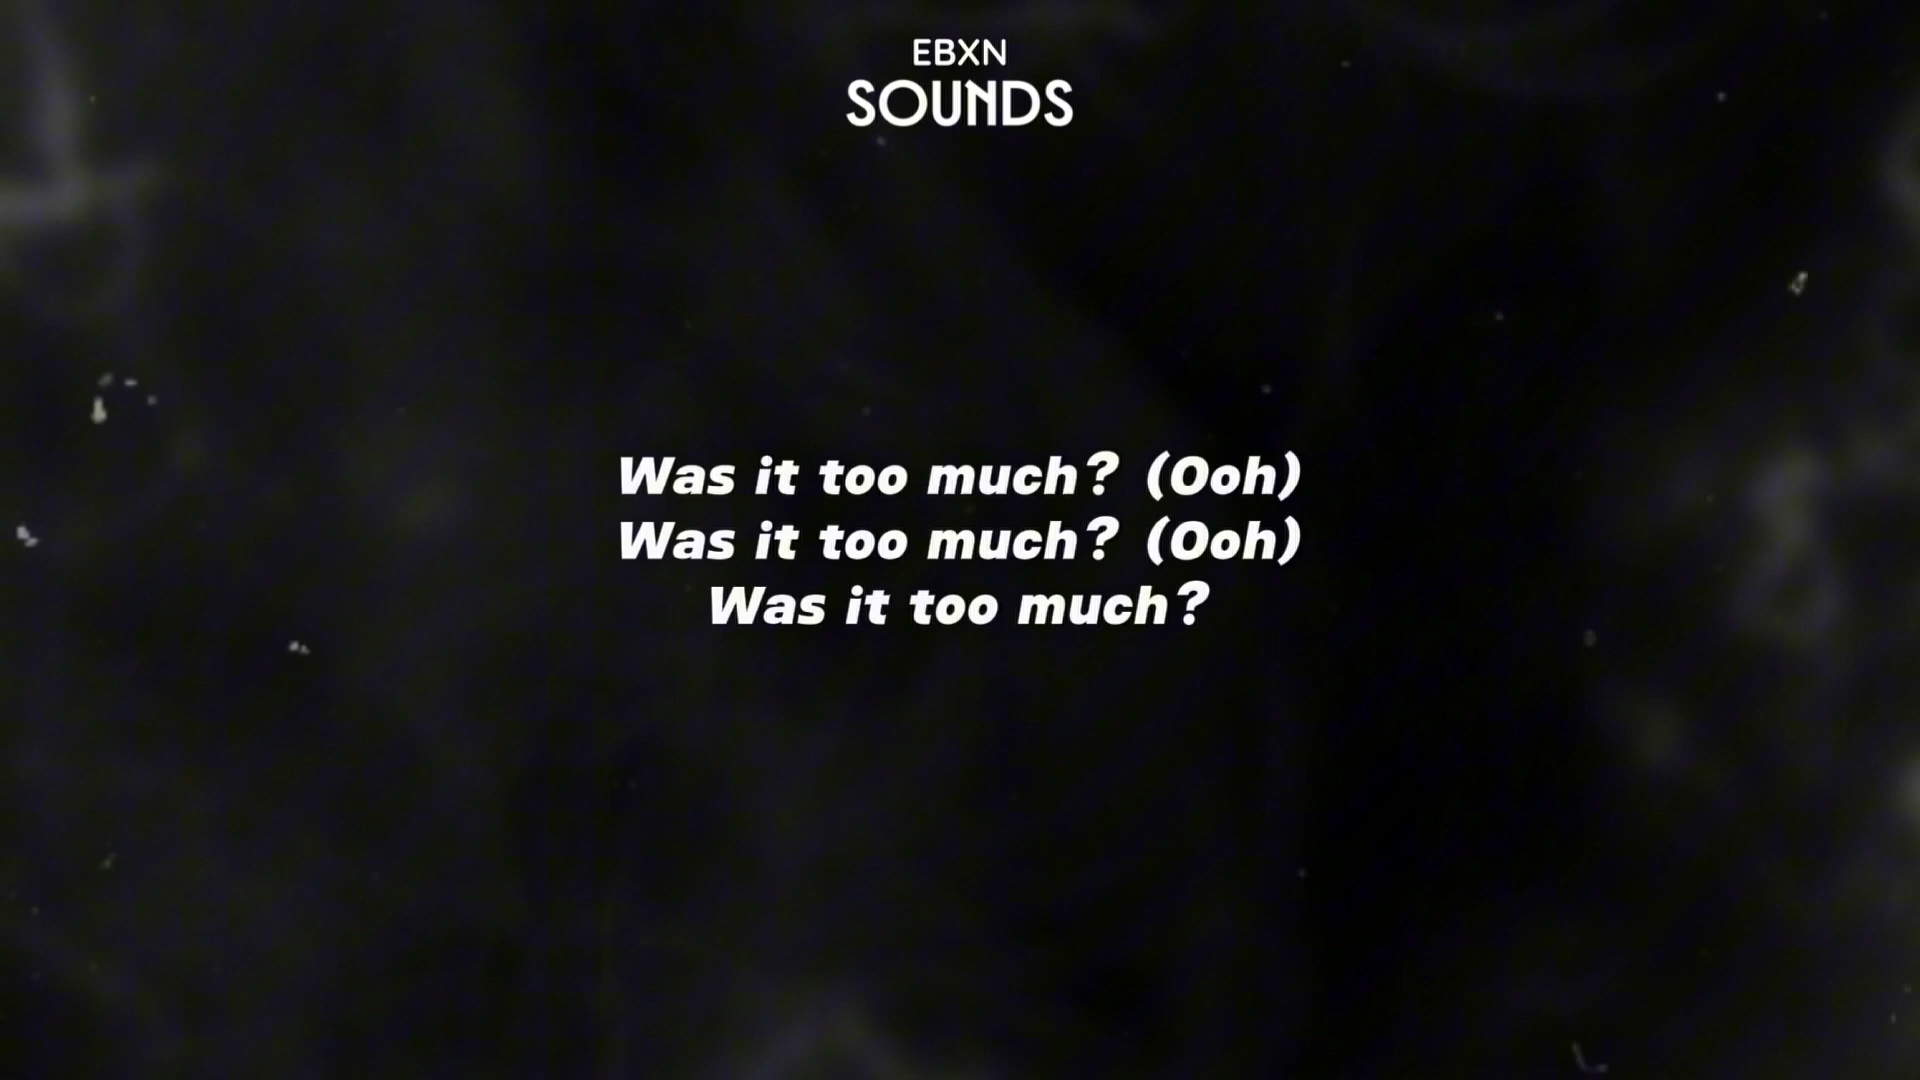 EBXN
SOUNDS
Was it too much? (Ooh)
Was it too much? (Ooh)
Was it too much?